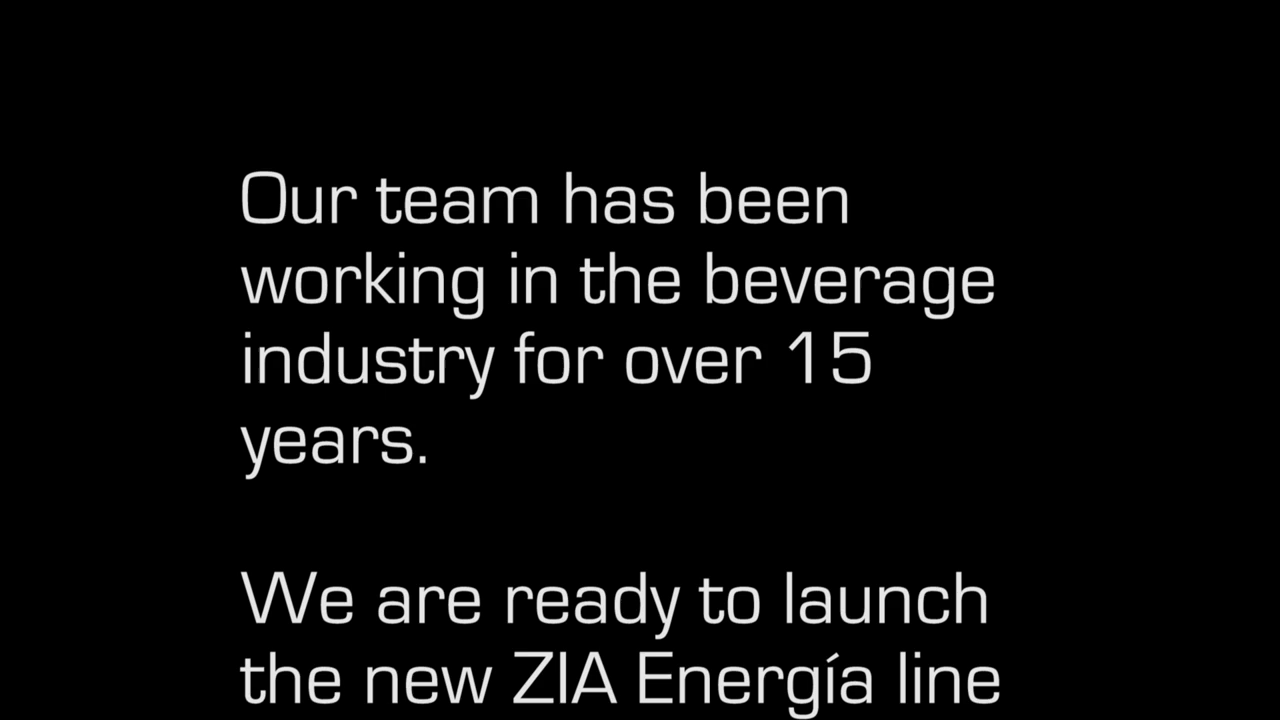 Our team has been
working in the beverage
industry for over 15
years.
We are ready to launch
the new ZIA Energía line